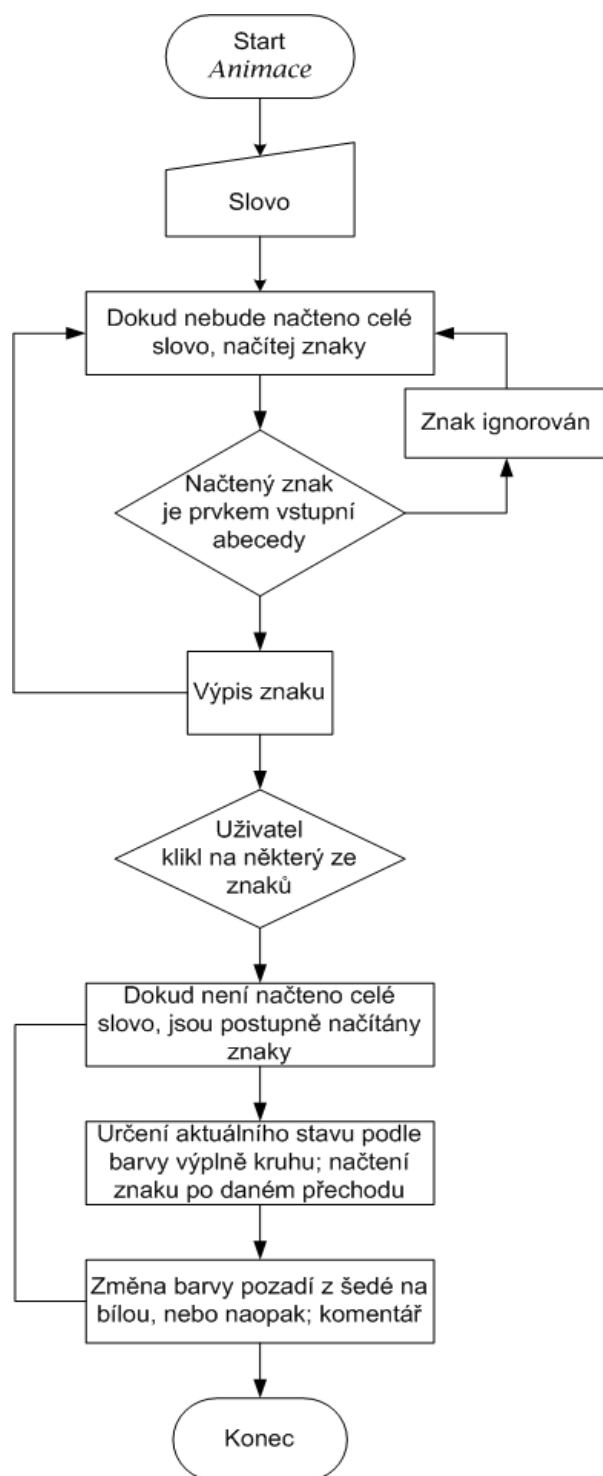 Start
Animace
Slovo
Dokud nebude načteno celé
slovo, načítej znaky
Znak ignorován
Načtený znak
je prvkem vstupní
abecedy
Výpis znaku
Uživatel
klikl na některý ze
znaků
Dokud není načteno celé
slovo, jsou postupně načítány
znaky
Určení aktuálního stavu podle
barvy výplně kruhu; načtení
znaku po daném přechodu
Změna barvy pozadí z šedé na
bílou, nebo naopak; komentář
Konec